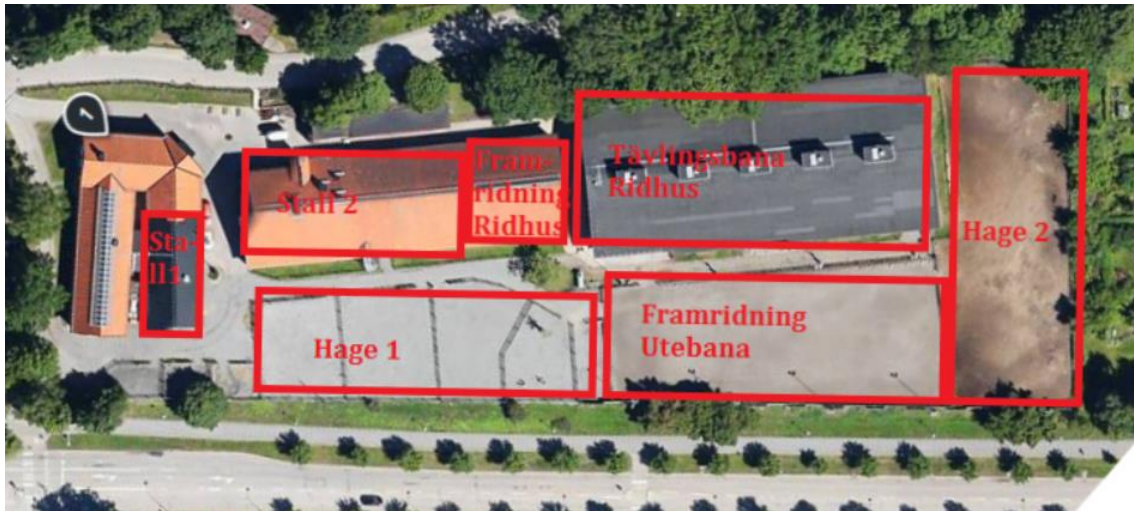 Stall 2
Fram-
ridning
Ridhus
Tävlingsbana
Ridhus
Sta-
ll1
Hage 2
Hage 1
Framridning
Utebana